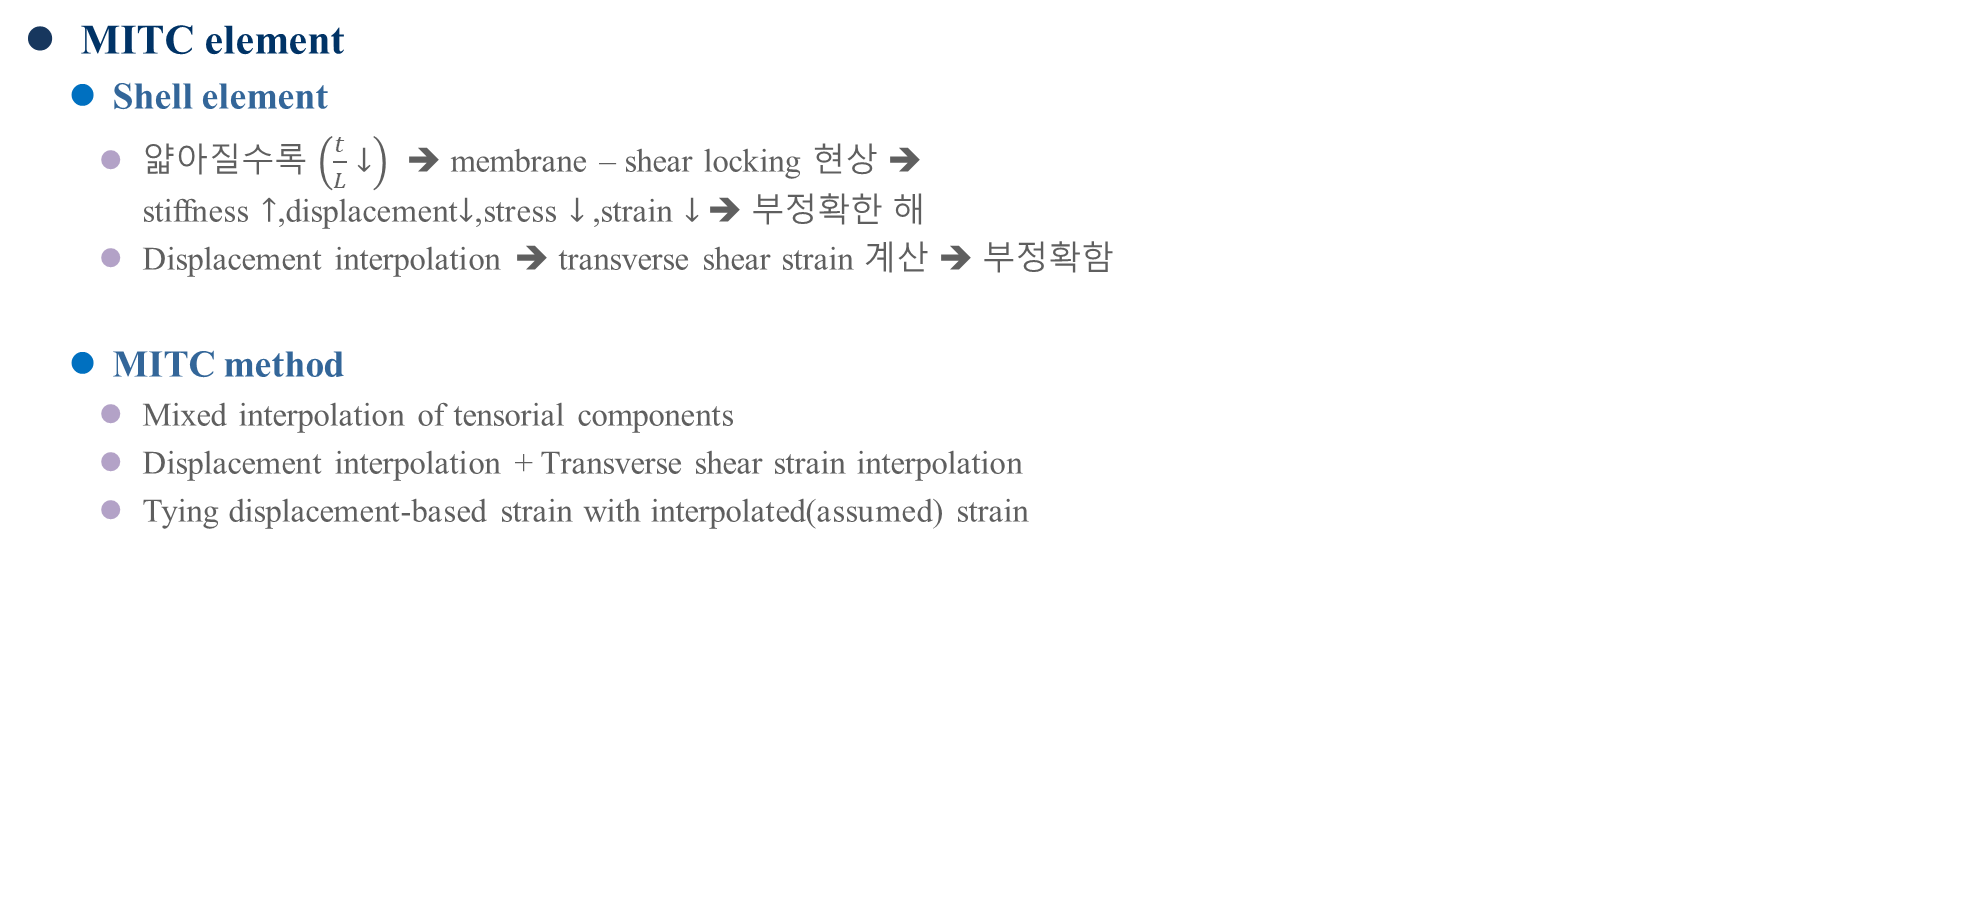 ● MITC element
● Shell element
● 얇아질수록 (t/L ↓) ➔ membrane – shear locking 현상 ➔
stiffness ↑,displacement↓,stress ↓ ,strain ↓ ➔ 부정확한 해
● Displacement interpolation ➔ transverse shear strain 계산 ➔ 부정확함
● MITC method
● Mixed interpolation of tensorial components
● Displacement interpolation + Transverse shear strain interpolation
● Tying displacement-based strain with interpolated(assumed) strain